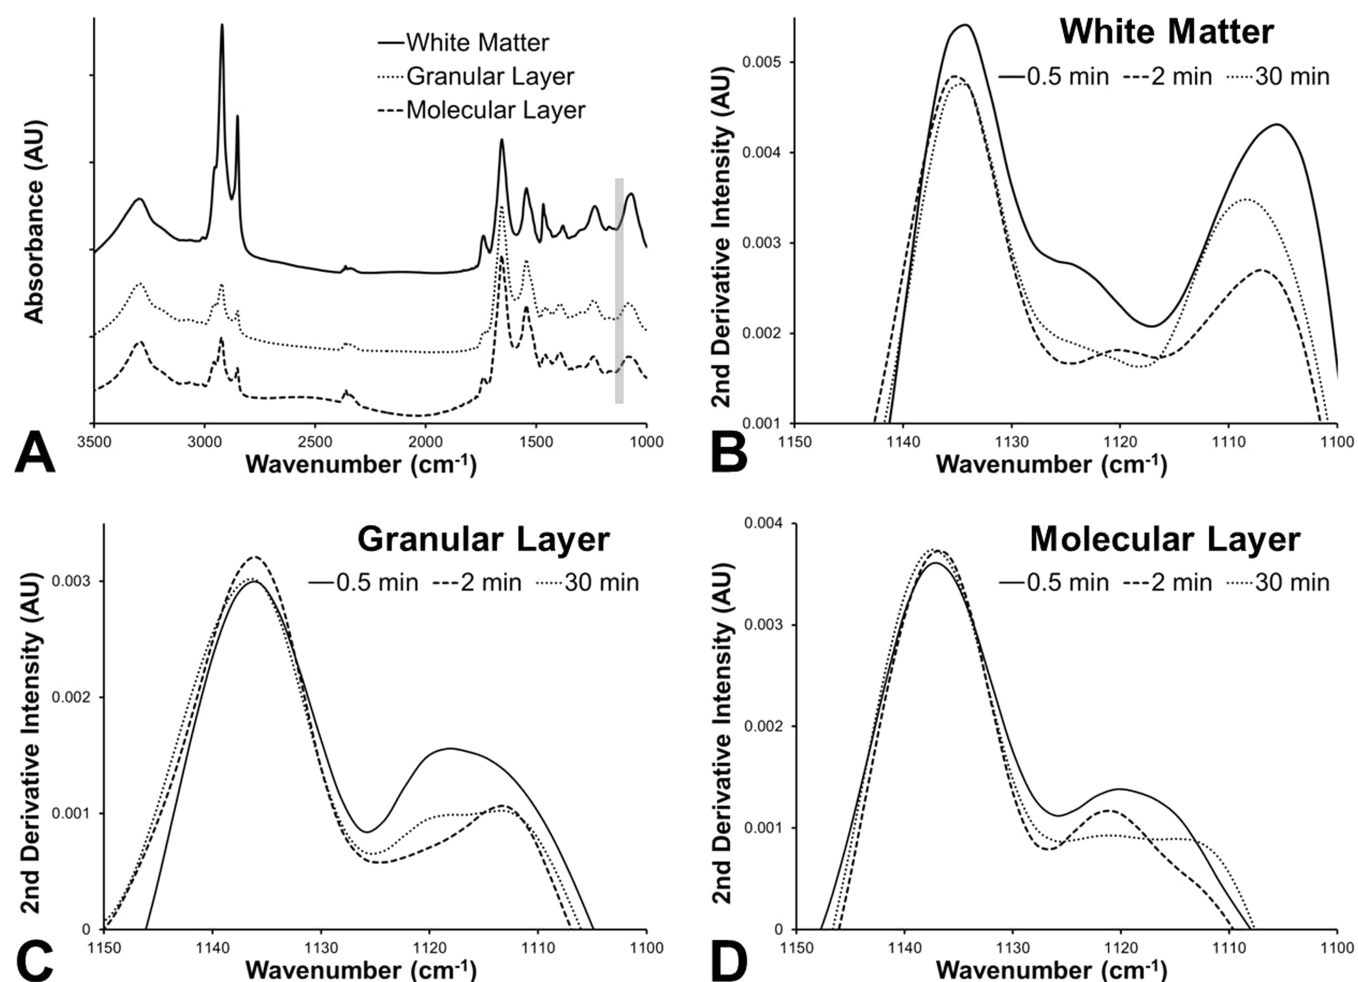 White Matter
Granular Layer
Molecular Layer
Absorbance (AU)
3500 3000 2500 2000 1500 1000
Wavenumber (cm-1)
A
White Matter
0.5 min 2 min 30 min
2nd Derivative Intensity (AU)
0.005
0.004
0.003
0.002
0.001
1150 1140 1130 1120 1110 1100
Wavenumber (cm-1)
B
Granular Layer
0.5 min 2 min 30 min
2nd Derivative Intensity (AU)
0.003
0.002
0.001
0
1150 1140 1130 1120 1110 1100
Wavenumber (cm-1)
C
Molecular Layer
0.5 min 2 min 30 min
2nd Derivative Intensity (AU)
0.004
0.003
0.002
0.001
0
1150 1140 1130 1120 1110 1100
Wavenumber (cm-1)
D